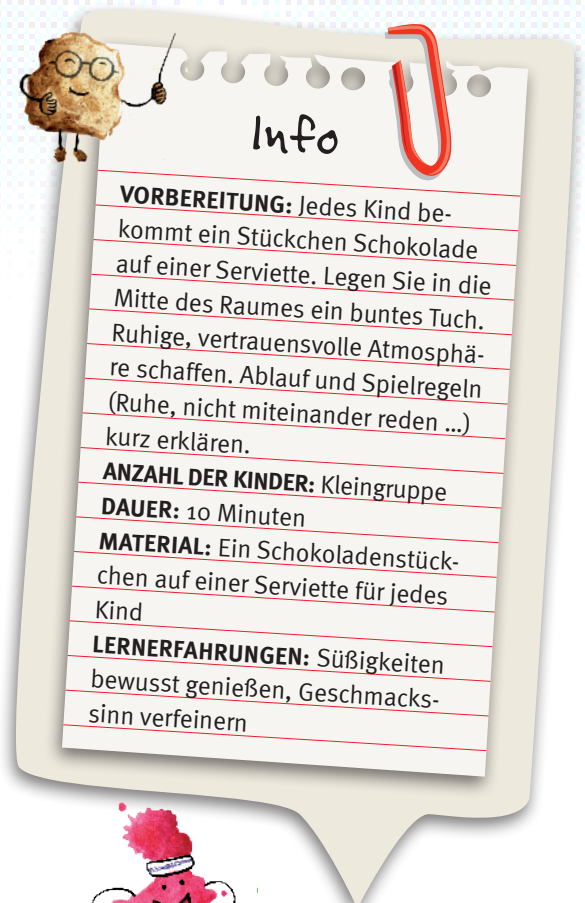 Info
VORBEREITUNG: Jedes Kind be-
kommt ein Stückchen Schokolade
auf einer Serviette. Legen Sie in die
Mitte des Raumes ein buntes Tuch.
Ruhige, vertrauensvolle Atmosphä-
re schaffen. Ablauf und Spielregeln
(Ruhe, nicht miteinander reden ...)
kurz erklären.
ANZAHL DER KINDER: Kleingruppe
DAUER: 10 Minuten
MATERIAL: Ein Schokoladenstück-
chen auf einer Serviette für jedes
Kind
LERNERFAHRUNGEN: Süßigkeiten
bewusst genießen, Geschmacks-
sinn verfeinern